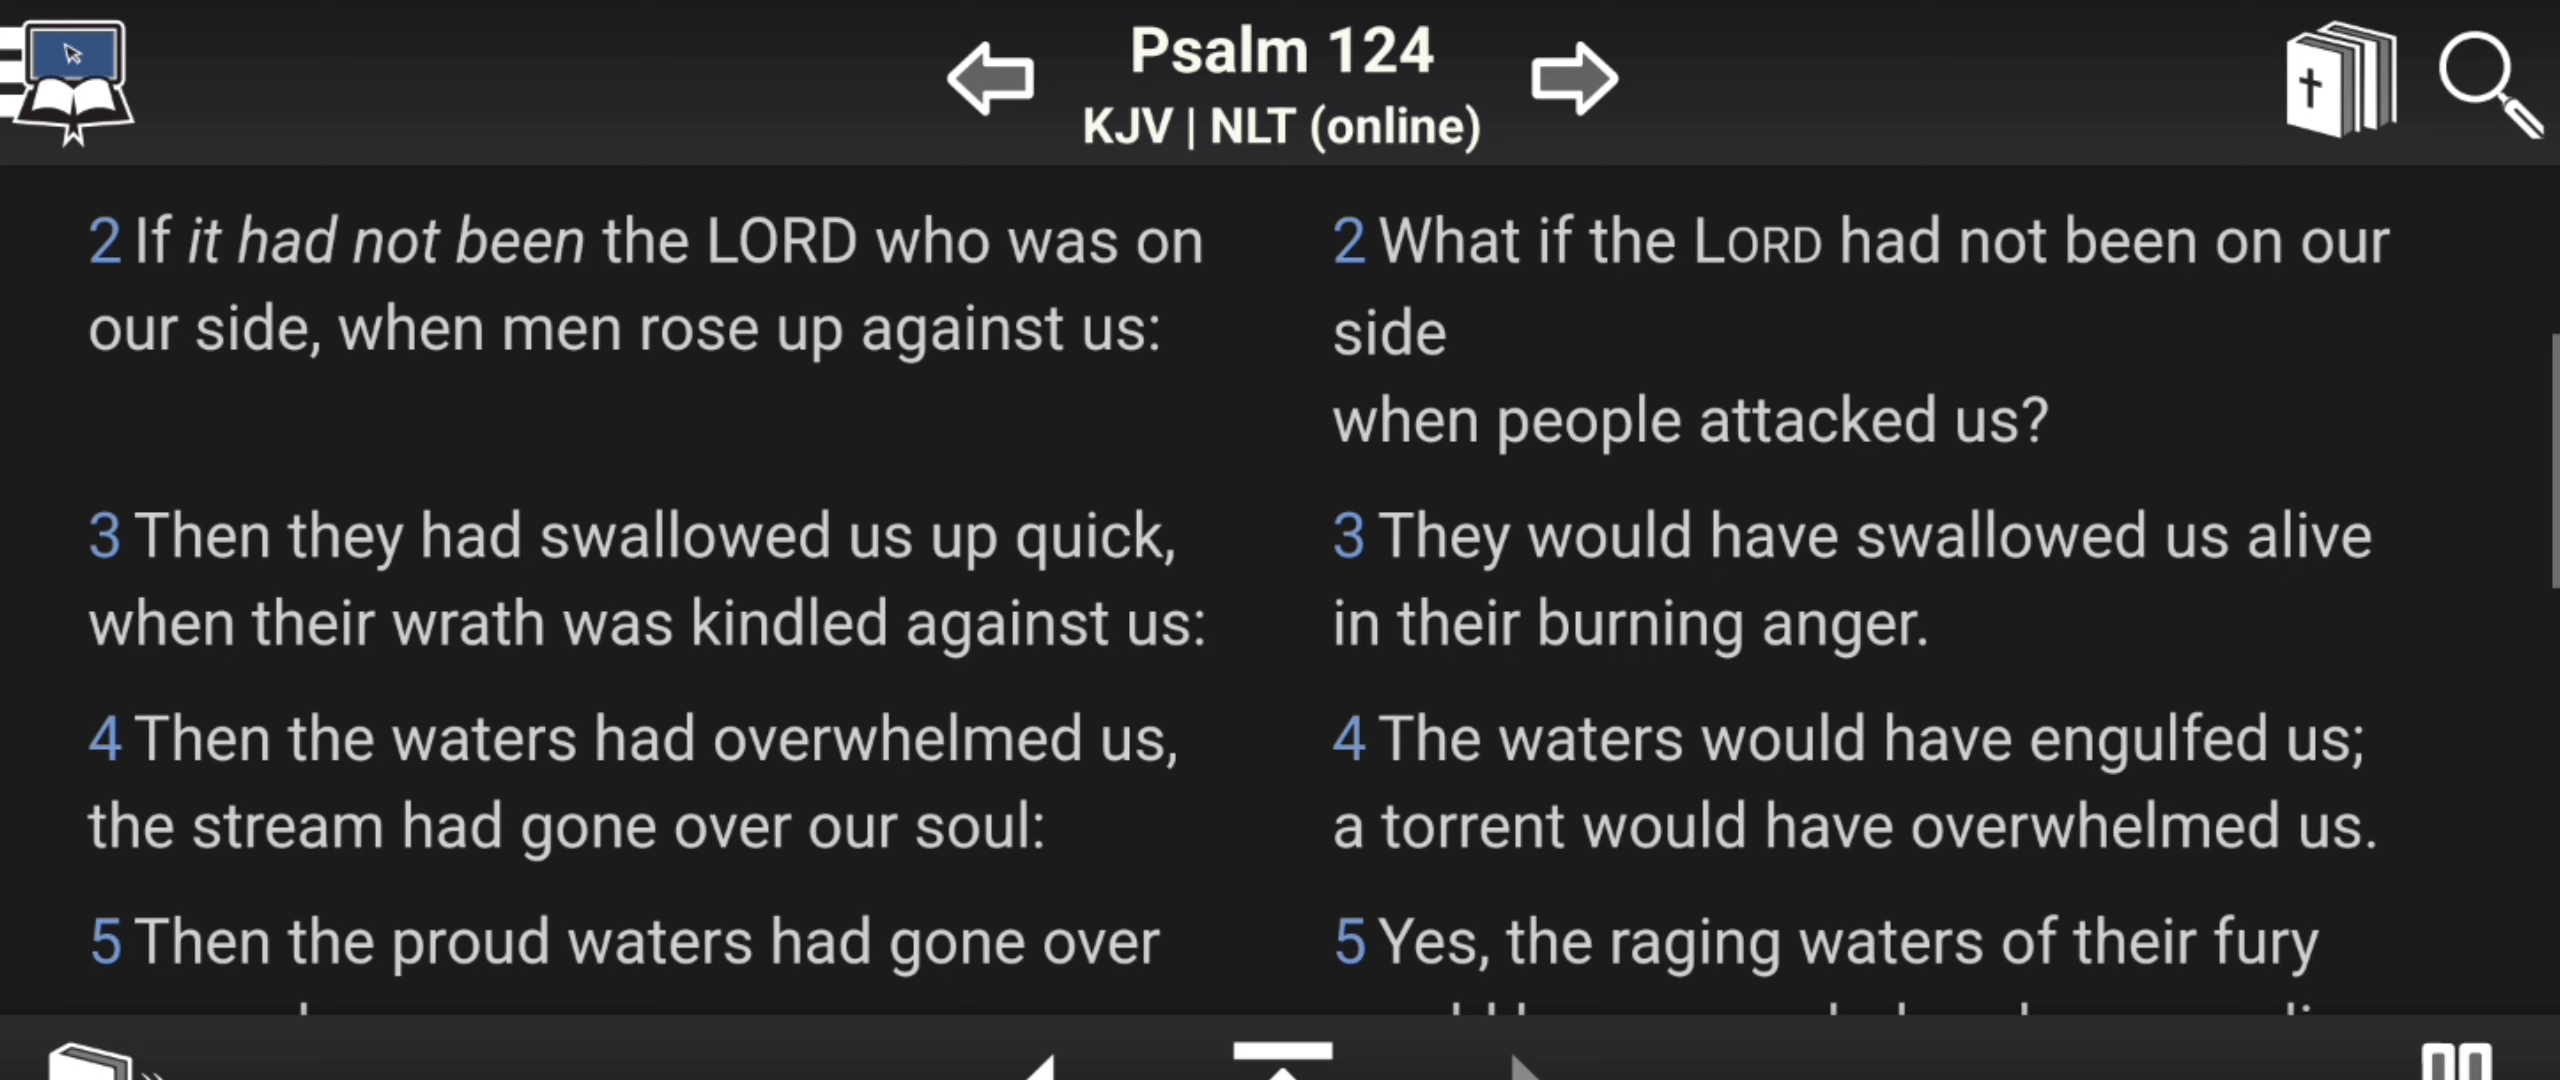 Psalm 124
KJV | NLT (online)
2 If it had not been the LORD who was on
our side, when men rose up against us:
3 Then they had swallowed us up quick,
when their wrath was kindled against us:
4 Then the waters had overwhelmed us,
the stream had gone over our soul:
5 Then the proud waters had gone over
2 What if the LORD had not been on our
side
when people attacked us?
3 They would have swallowed us alive
in their burning anger.
4 The waters would have engulfed us;
a torrent would have overwhelmed us.
5 Yes, the raging waters of their fury